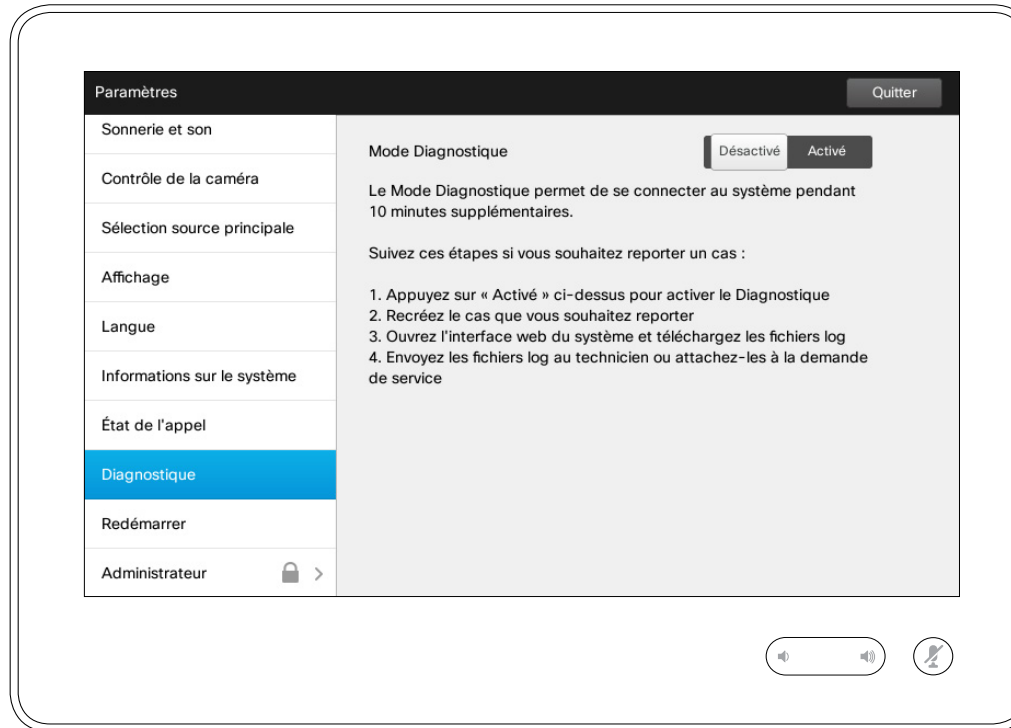 Paramètres
Quitter
Sonnerie et son
Contrôle de la caméra
Sélection source principale
Affichage
Langue
Informations sur le système
État de l'appel
Diagnostique
Redémarrer
Administrateur
Mode Diagnostique
Désactivé
Activé
Le Mode Diagnostique permet de se connecter au système pendant
10 minutes supplémentaires.
Suivez ces étapes si vous souhaitez reporter un cas :
1. Appuyez sur « Activé » ci-dessus pour activer le Diagnostique
2. Recréez le cas que vous souhaitez reporter
3. Ouvrez l'interface web du système et téléchargez les fichiers log
4. Envoyez les fichiers log au technicien ou attachez-les à la demande
de service